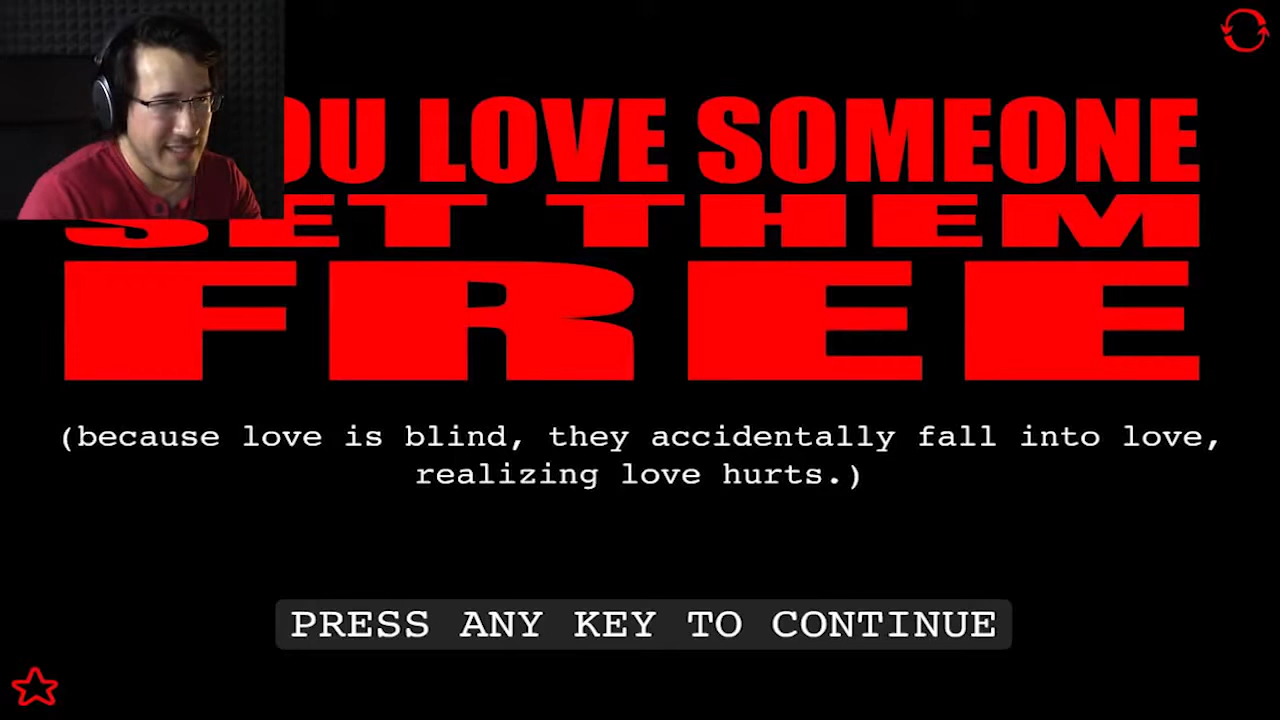 OU LOVE SOMEONE
SET THEM
FREE
(because love is blind, they accidentally fall into love,
realizing love hurts.)
PRESS ANY KEY TO CONTINUE